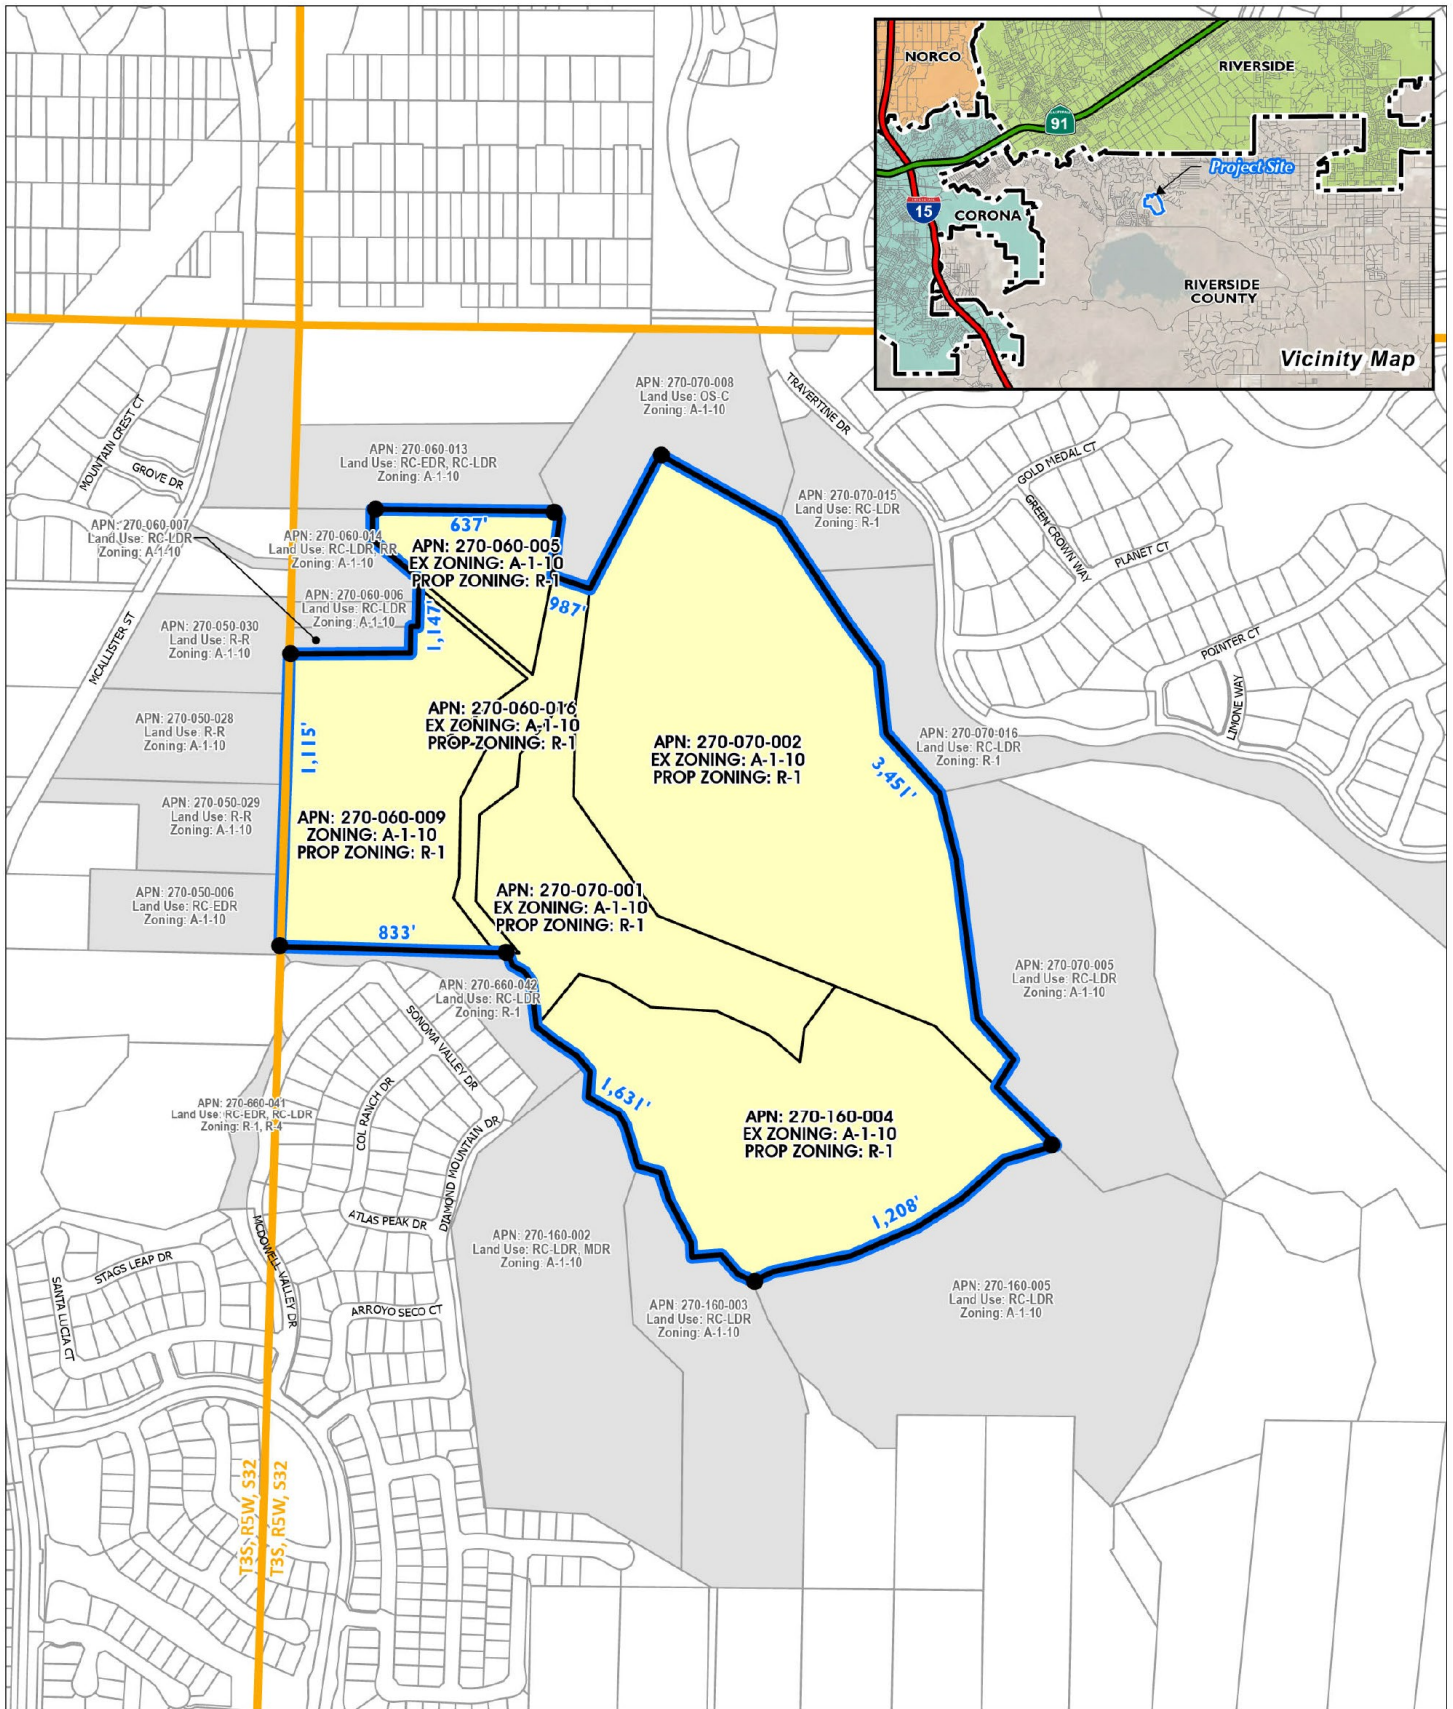 NORCO
RIVERSIDE
91
Project Site
15
CORONA
RIVERSIDE
COUNTY
Vicinity Map
APN: 270-070-008
Land Use: OS-C
Zoning: A-1-10
TRAVERTINE DR
MOUNTAIN CREST CT
GROVE DR
APN: 270-060-013
Land Use: RC-EDR, RC-LDR
Zoning: A-1-10
GOLD MEDAL CT
GREEN CROWN WAY
PLANET CT
APN: 270-070-015
Land Use: RC-LDR
Zoning: R-1
APN: 270-060-007
Land Use: RC-LDR
Zoning: A-1-10
APN: 270-060-014
Land Use: RC-LDR, RR
Zoning: A-1-10
637'
APN: 270-060-005
EX ZONING: A-1-10
PROP ZONING: R-1
987'
1,147'
APN: 270-060-006
Land Use: RC-LDR
Zoning: A-1-10
APN: 270-050-030
Land Use: R-R
Zoning: A-1-10
MCALLISTER ST
POINTER CT
LIMONE WAY
APN: 270-050-028
Land Use: R-R
Zoning: A-1-10
1,115'
APN: 270-060-016
EX ZONING: A-1-10
PROP ZONING: R-1
APN: 270-070-002
EX ZONING: A-1-10
PROP ZONING: R-1
3,451'
APN: 270-070-016
Land Use: RC-LDR
Zoning: R-1
APN: 270-050-029
Land Use: R-R
Zoning: A-1-10
APN: 270-060-009
ZONING: A-1-10
PROP ZONING: R-1
APN: 270-050-006
Land Use: RC-EDR
Zoning: A-1-10
APN: 270-070-001
EX ZONING: A-1-10
PROP ZONING: R-1
833'
APN: 270-660-042
Land Use: RC-LDR
Zoning: R-1
APN: 270-070-005
Land Use: RC-LDR
Zoning: A-1-10
SONOMA VALLEY DR
COL RANCH DR
DIAMOND MOUNTAIN DR
ATLAS PEAK DR
APN: 270-660-041
Land Use: RC-EDR, RC-LDR
Zoning: R-1, R-4
1,631'
APN: 270-160-004
EX ZONING: A-1-10
PROP ZONING: R-1
1,208'
APN: 270-160-002
Land Use: RC-LDR, MDR
Zoning: A-1-10
APN: 270-160-003
Land Use: RC-LDR
Zoning: A-1-10
APN: 270-160-005
Land Use: RC-LDR
Zoning: A-1-10
MCDOWELL VALLEY DR
STAGS LEAP DR
SANTA LUCIA CT
ARROYO SECO CT
T3S, R5W, S32
T3S, R5W, S32